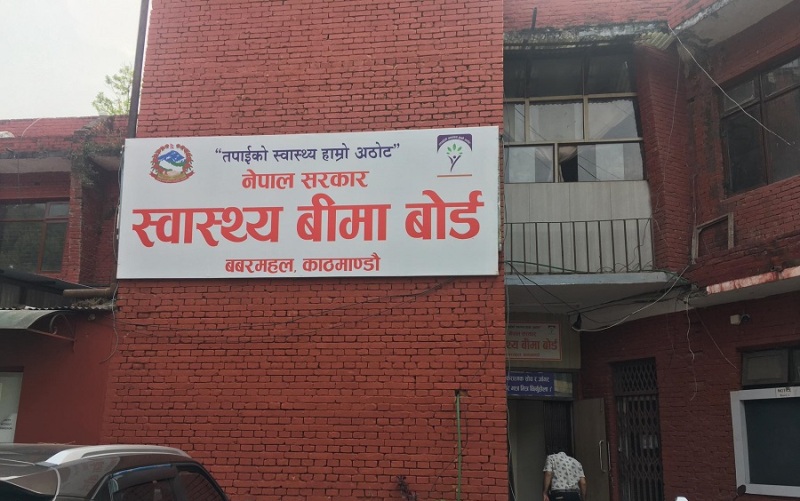 “तपाईको स्वास्थ्य हाम्रो अठोट”
नेपाल सरकार
स्वास्थ्य बीमा बोर्ड
बबरमहल, काठमाण्डौ
स्वास्थ्य बीमा बोर्ड